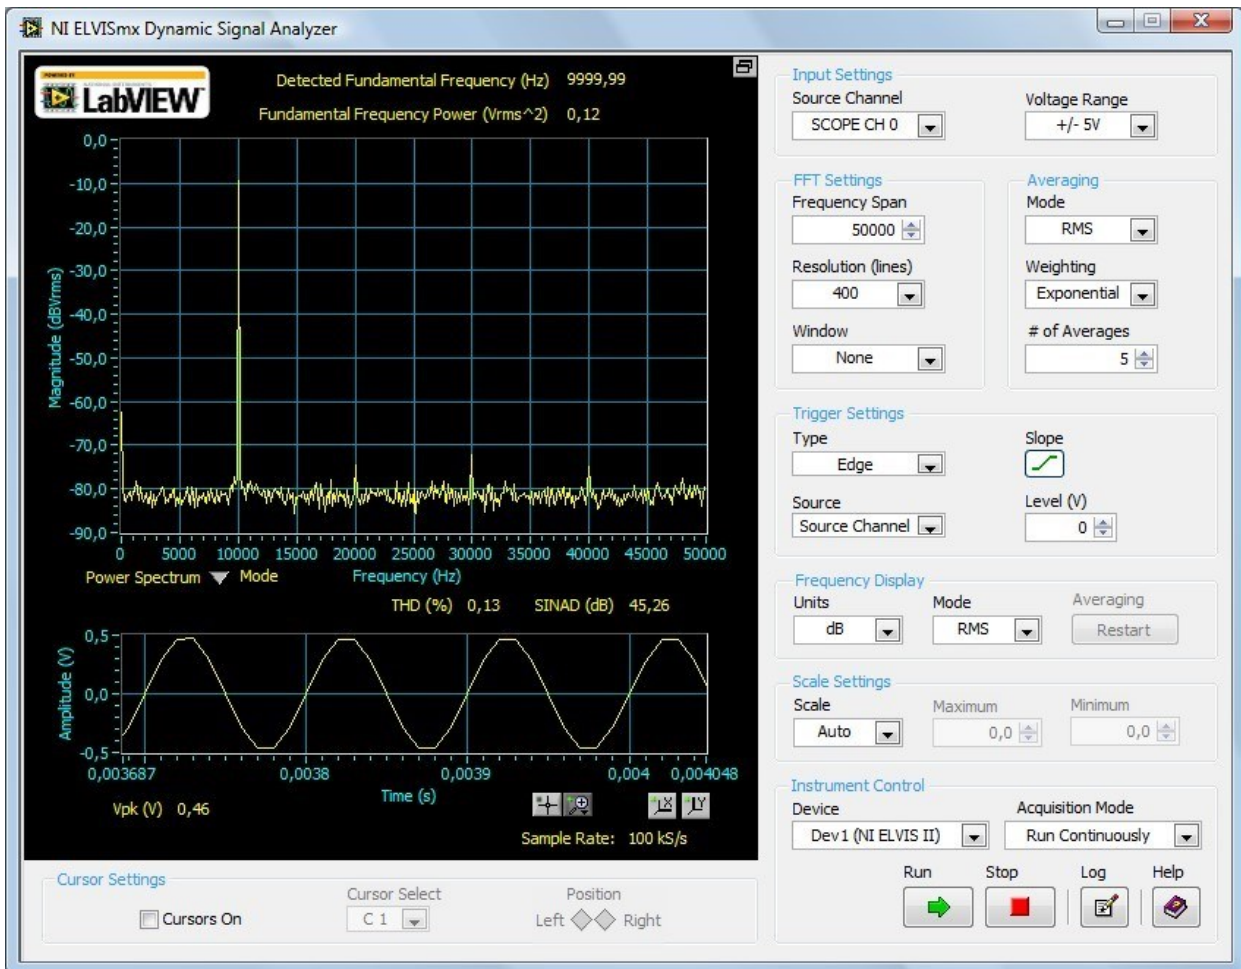 NI ELVISmx Dynamic Signal Analyzer
POWERED BY
NATIONAL INSTRUMENTS
LabVIEW
Detected Fundamental Frequency (Hz) 9999,99
Fundamental Frequency Power (Vrms^2) 0,12
Magnitude (dBVrms)
0,0
-10,0
-20,0
-30,0
-40,0
-50,0
-60,0
-70,0
-80,0
-90,0
0 5000 10000 15000 20000 25000 30000 35000 40000 45000 50000
Power Spectrum Mode Frequency (Hz)
THD (%) 0,13 SINAD (dB) 45,26
Amplitude (V)
0,5
0,0
-0,5
0,003687 0,0038 0,0039 0,004 0,004048
Time (s)
Vpk (V) 0,46
X Y
Sample Rate: 100 kS/s
Cursor Settings
Cursors On
Cursor Select
C 1
Position
Left Right
Input Settings
Source Channel Voltage Range
SCOPE CH 0 +/- 5V
FFT Settings
Frequency Span
50000
Resolution (lines)
400
Window
None
Averaging
Mode
RMS
Weighting
Exponential
# of Averages
5
Trigger Settings
Type Slope
Edge
Source Level (V)
Source Channel 0
Frequency Display
Units Mode Averaging
dB RMS Restart
Scale Settings
Scale Maximum Minimum
Auto 0,0 0,0
Instrument Control
Device Acquisition Mode
Dev1 (NI ELVIS II) Run Continuously
Run Stop Log Help